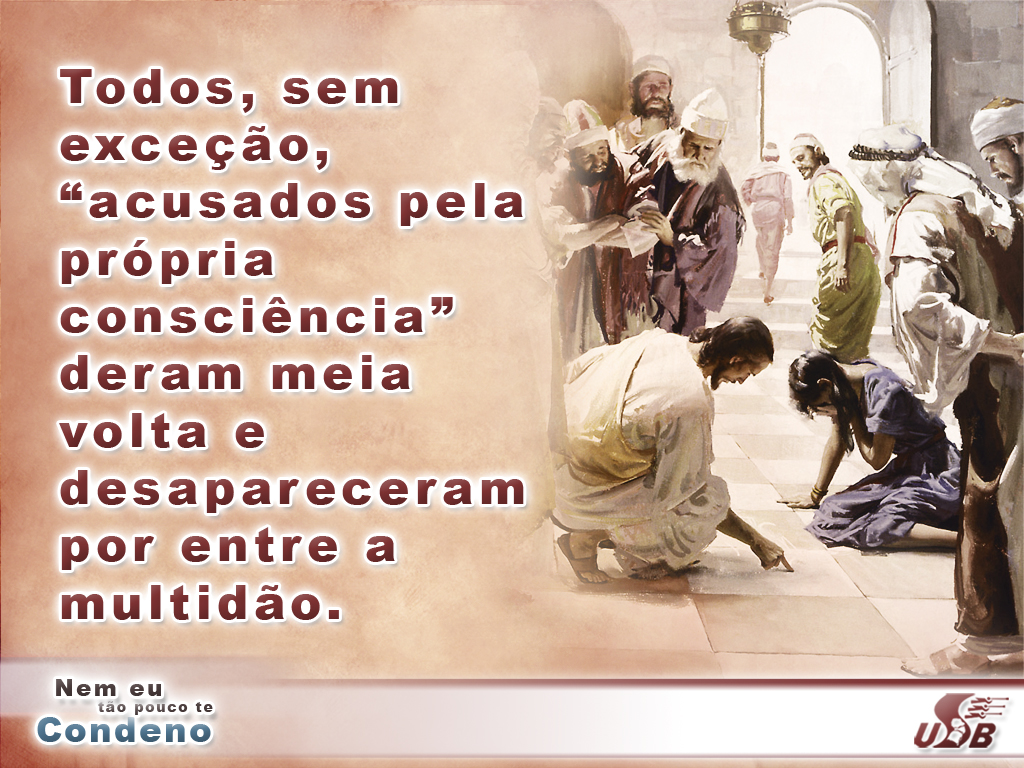 Todos, sem
exceção,
“acusados pela
própria
consciência”
deram meia
volta e
desapareceram
por entre a
multidão.
Nem eu
tão pouco te
Condeno
USB